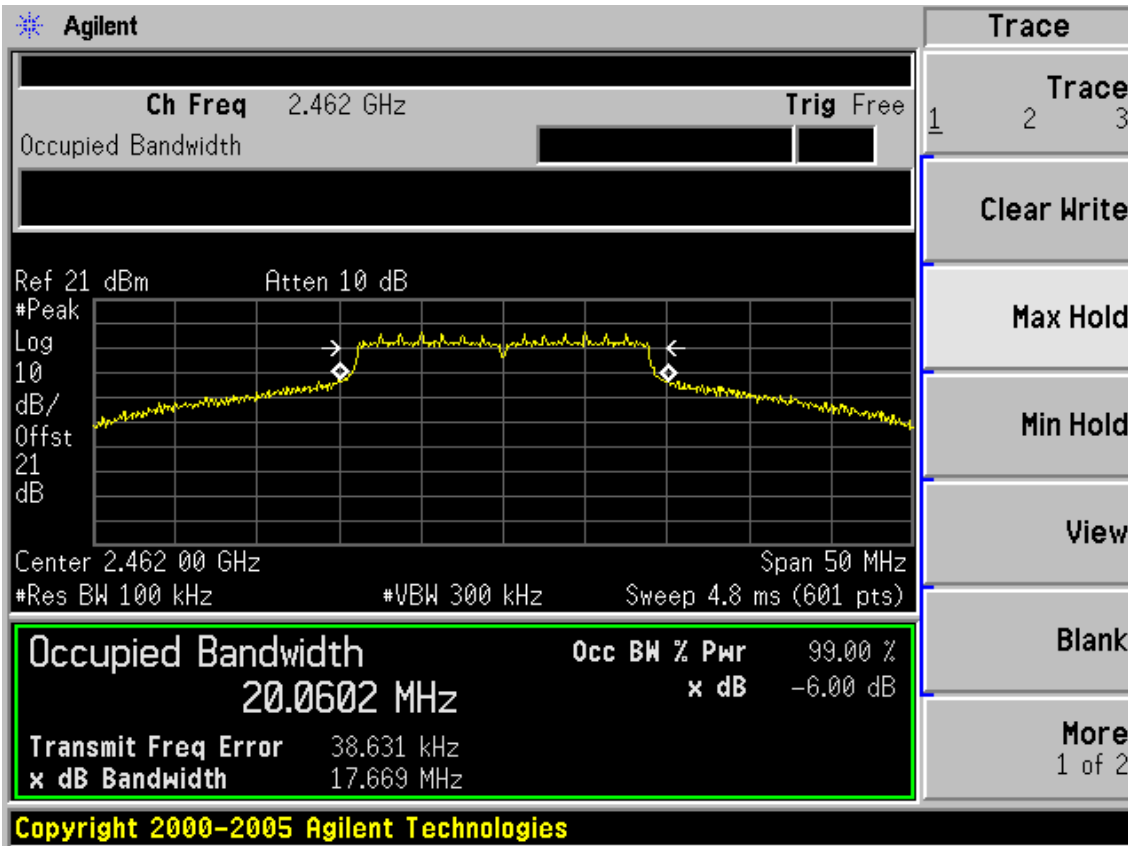 Agilent
Trace
Ch Freq 2.462 GHz Trig Free
Occupied Bandwidth
Trace
1 2 3
Clear Write
Ref 21 dBm Atten 10 dB
#Peak
Log
10
dB/
Offst
21
dB
Max Hold
Min Hold
View
Center 2.462 00 GHz Span 50 MHz
#Res BW 100 kHz #VBW 300 kHz Sweep 4.8 ms (601 pts)
Occupied Bandwidth
20.0602 MHz
Occ BW % Pwr 99.00 %
x dB -6.00 dB
Transmit Freq Error 38.631 kHz
x dB Bandwidth 17.669 MHz
Blank
More
1 of 2
Copyright 2000-2005 Agilent Technologies